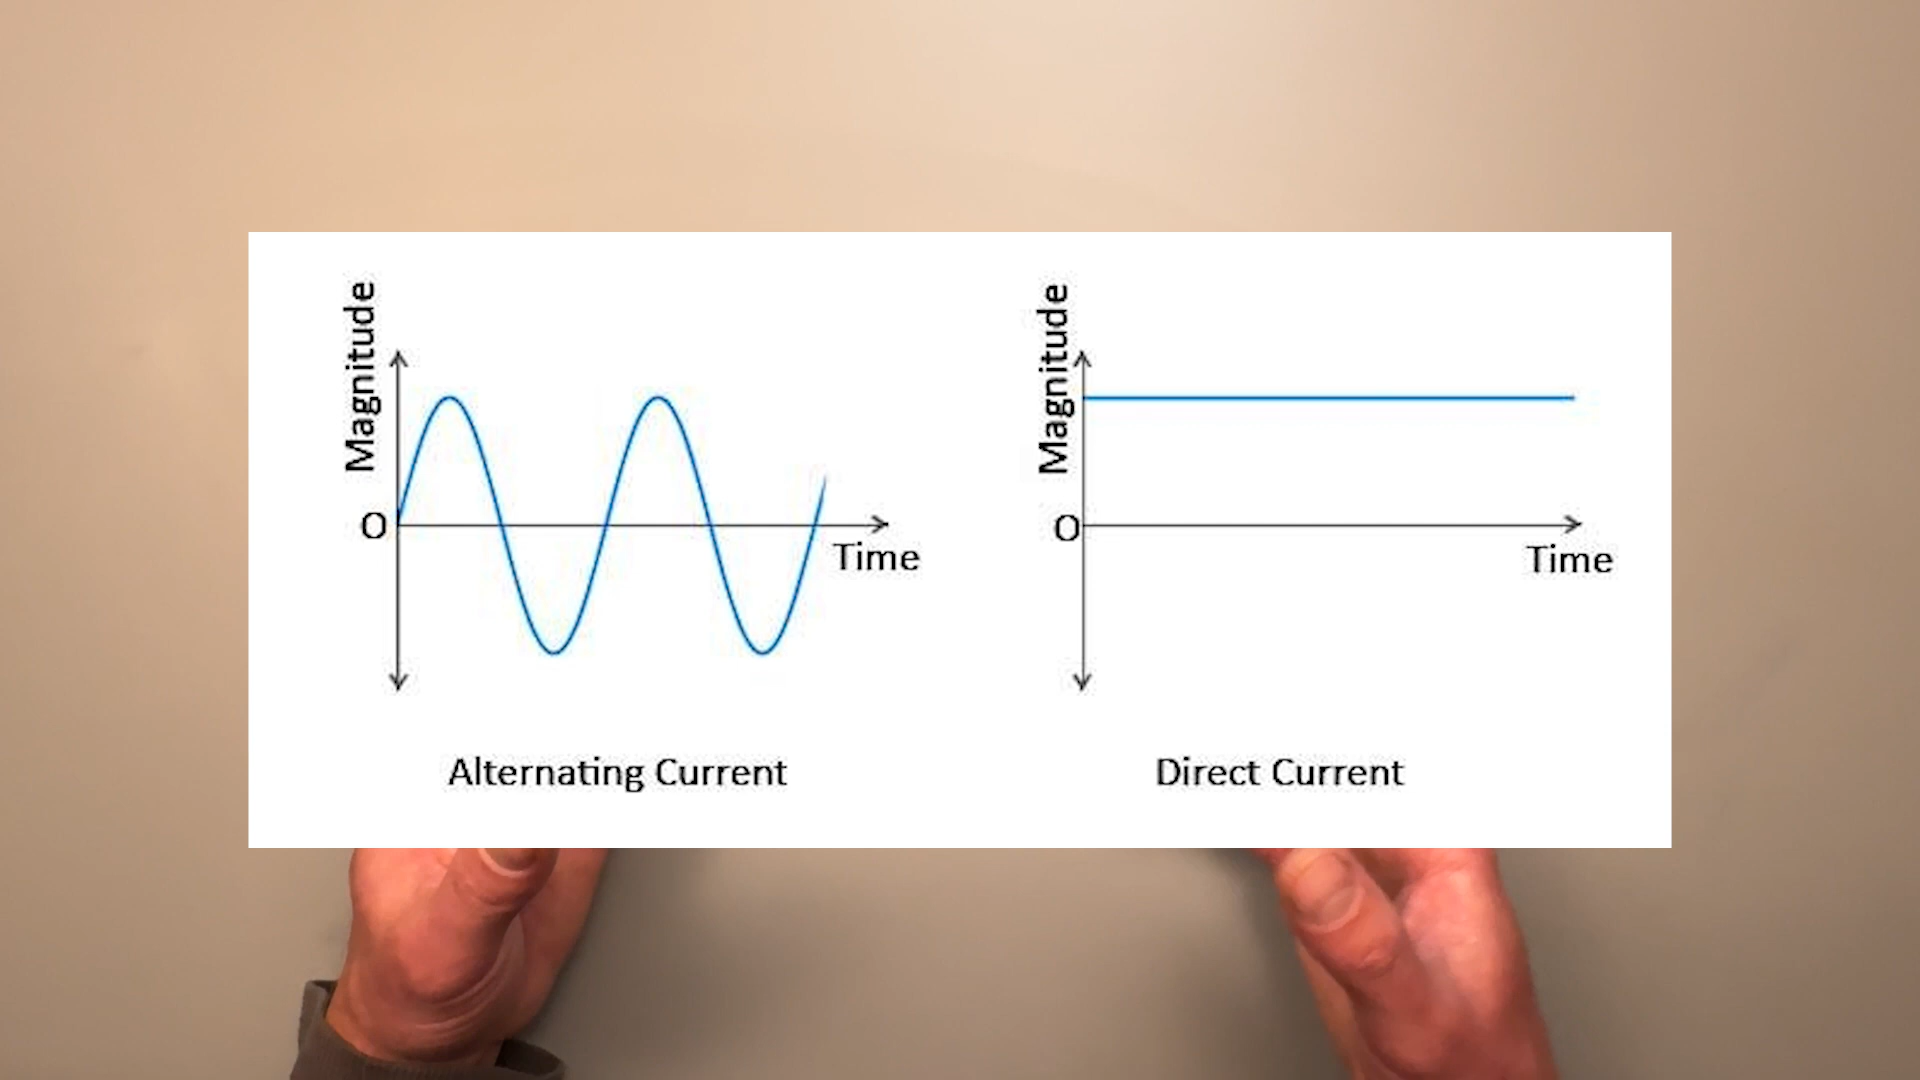 Magnitude
O
Time
Alternating Current
Magnitude
O
Time
Direct Current